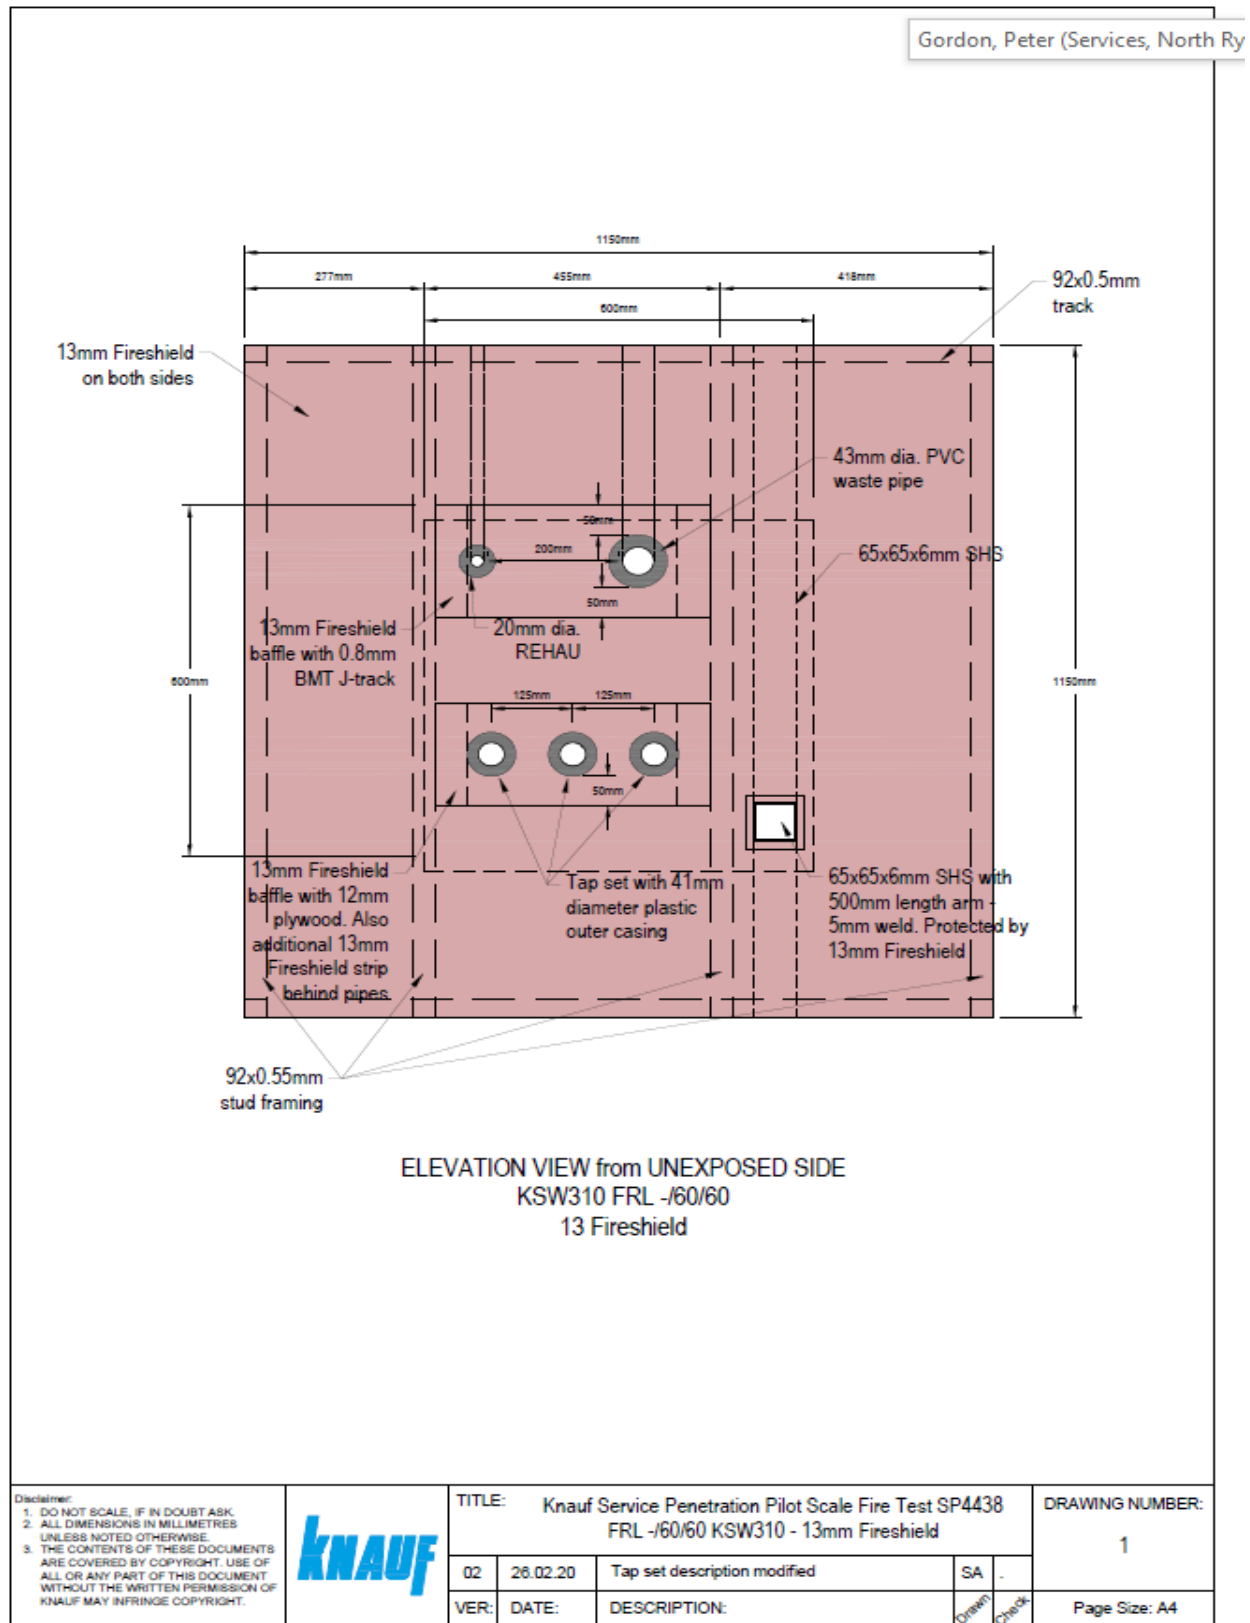 Gordon, Peter (Services, North Ry
1150mm
277mm
455mm
418mm
600mm
92x0.5mm
track
13mm Fireshield
on both sides
43mm dia. PVC
waste pipe
50mm
200mm
65x65x6mm SHS
50mm
13mm Fireshield
baffle with 0.8mm
BMT J-track
20mm dia.
REHAU
600mm
1150mm
125mm
125mm
50mm
13mm Fireshield
baffle with 12mm
plywood. Also
additional 13mm
Fireshield strip
behind pipes
Tap set with 41mm
diameter plastic
outer casing
65x65x6mm SHS with
500mm length arm -
5mm weld. Protected by
13mm Fireshield
92x0.55mm
stud framing
ELEVATION VIEW from UNEXPOSED SIDE
KSW310 FRL -/60/60
13 Fireshield
Disclaimer:
1. DO NOT SCALE, IF IN DOUBT ASK.
2. ALL DIMENSIONS IN MILLIMETRES
UNLESS NOTED OTHERWISE.
3. THE CONTENTS OF THESE DOCUMENTS
ARE COVERED BY COPYRIGHT. USE OF
ALL OR ANY PART OF THIS DOCUMENT
WITHOUT THE WRITTEN PERMISSION OF
KNAUF MAY INFRINGE COPYRIGHT.
KNAUF
TITLE: Knauf Service Penetration Pilot Scale Fire Test SP4438
FRL -/60/60 KSW310 - 13mm Fireshield
DRAWING NUMBER:
1
02 26.02.20 Tap set description modified SA .
VER: DATE: DESCRIPTION: Drawn Check
Page Size: A4